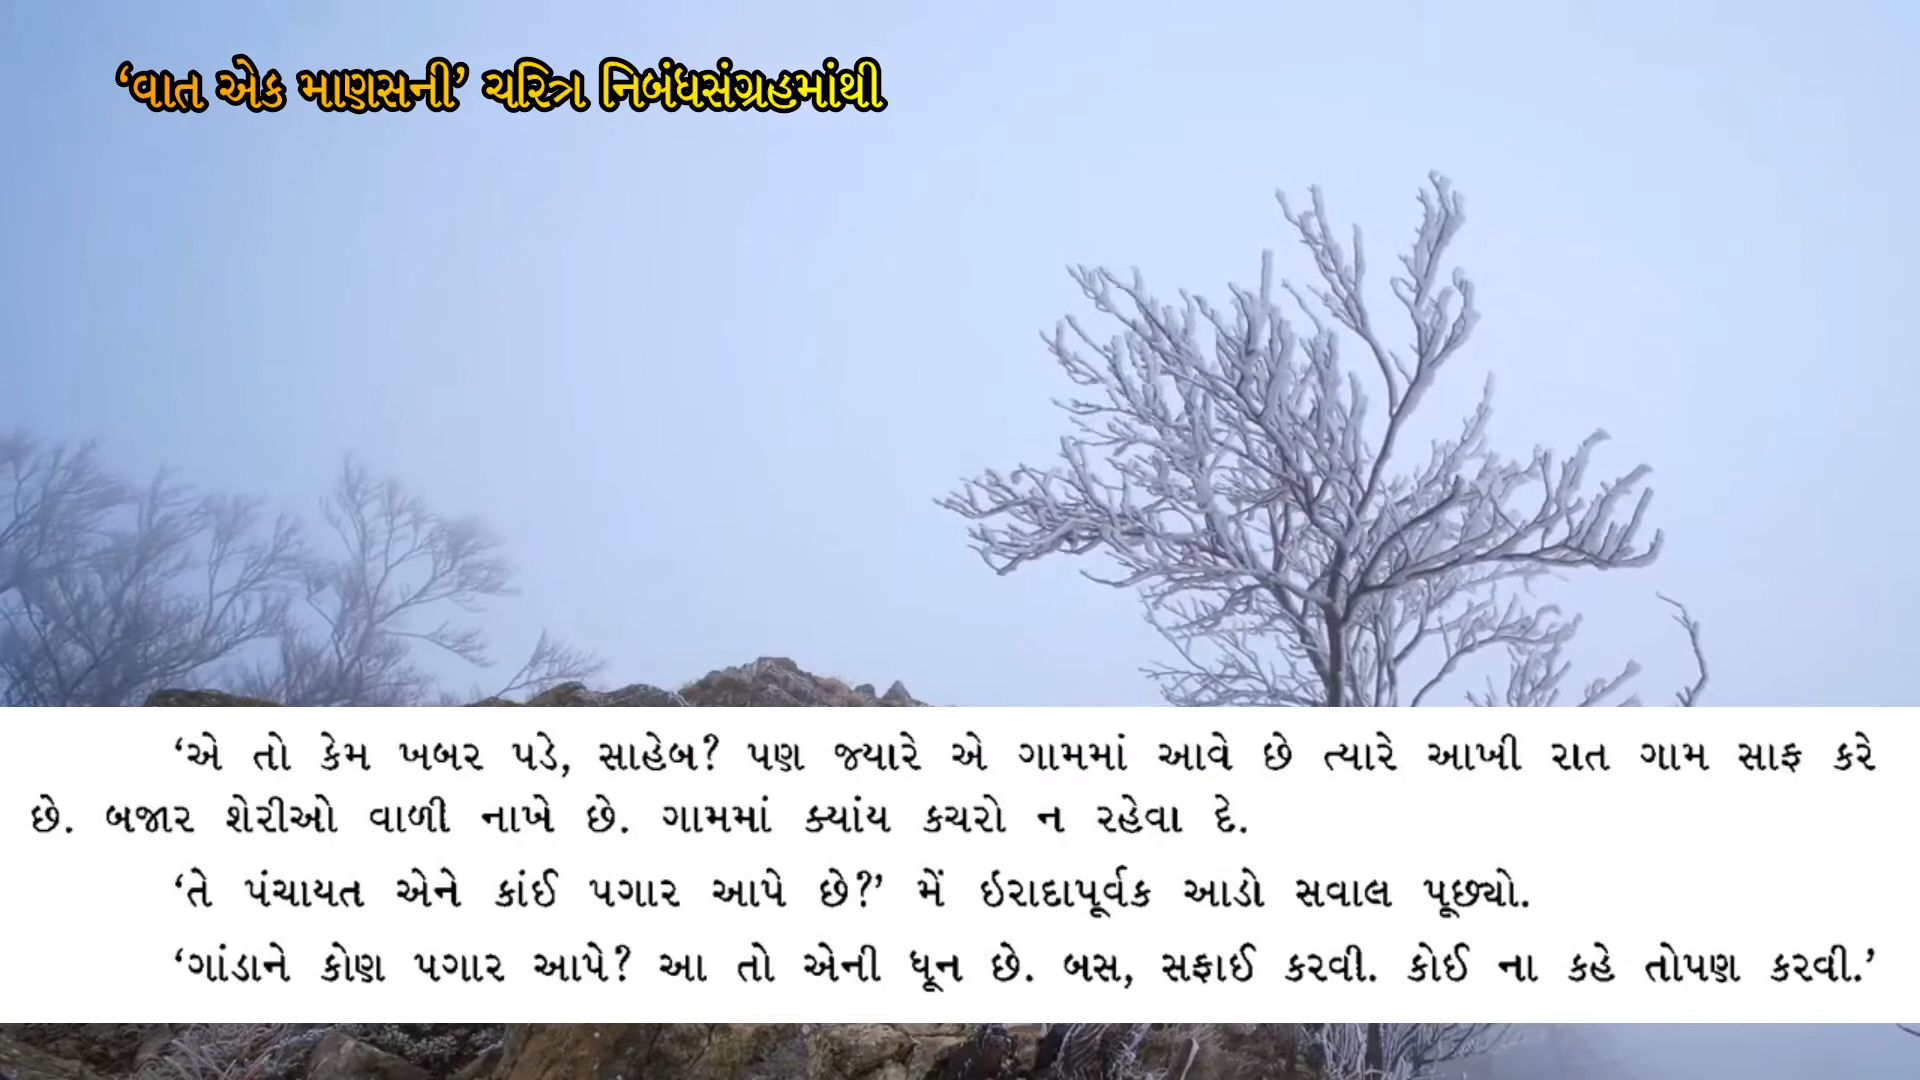 ‘વાત એક માણસની’ ચરિત્ર નિબંધસંગ્રહમાંથી
‘એ તો કેમ ખબર પડે, સાહેબ? પણ જ્યારે એ ગામમાં આવે છે ત્યારે આખી રાત ગામ સાફ કરે
છે. બજાર શેરીઓ વાળી નાખે છે. ગામમાં ક્યાંય કચરો ન રહેવા દે.
‘તે પંચાયત એને કાંઈ પગાર આપે છે?’ મેં ઇરાદાપૂર્વક આડો સવાલ પૂછ્યો.
‘ગાંડાને કોણ પગાર આપે? આ તો એની ધૂન છે. બસ, સફાઈ કરવી. કોઈ ના કહે તોપણ કરવી.’